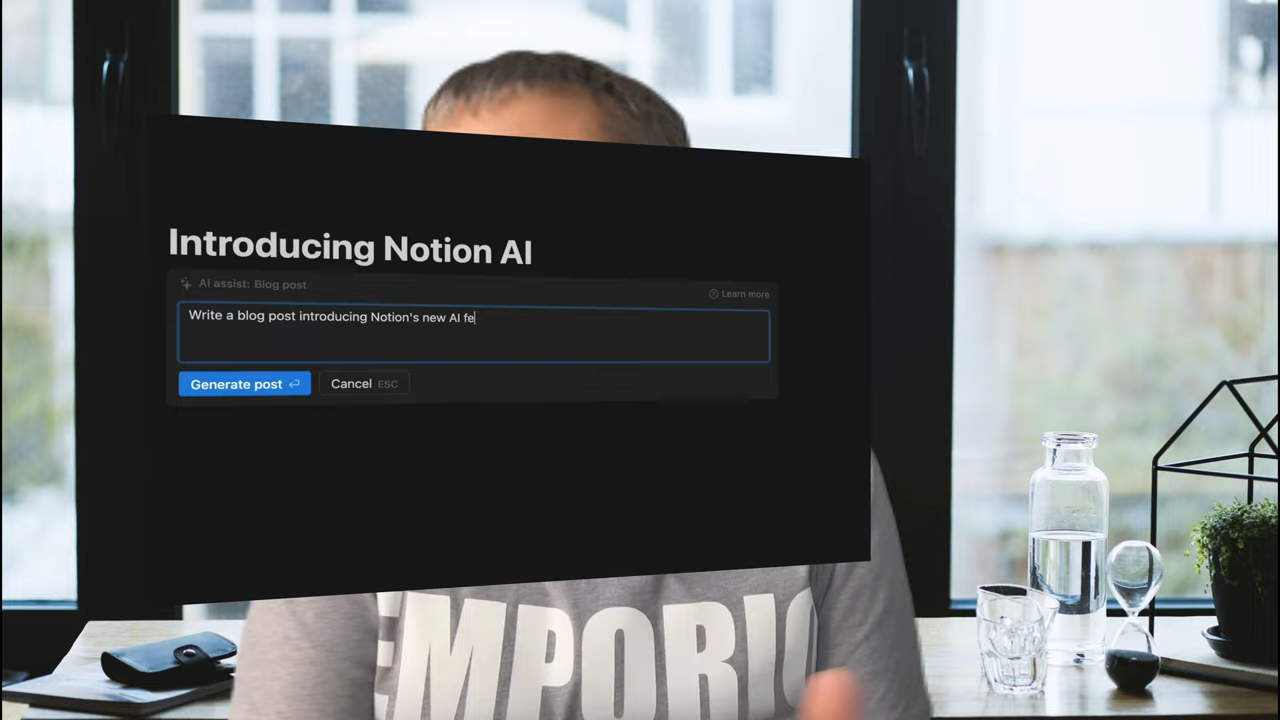 Introducing Notion AI
AI assist: Blog post
Learn more
Write a blog post introducing Notion's new AI fe
Generate post
Cancel ESC
EMPORIO